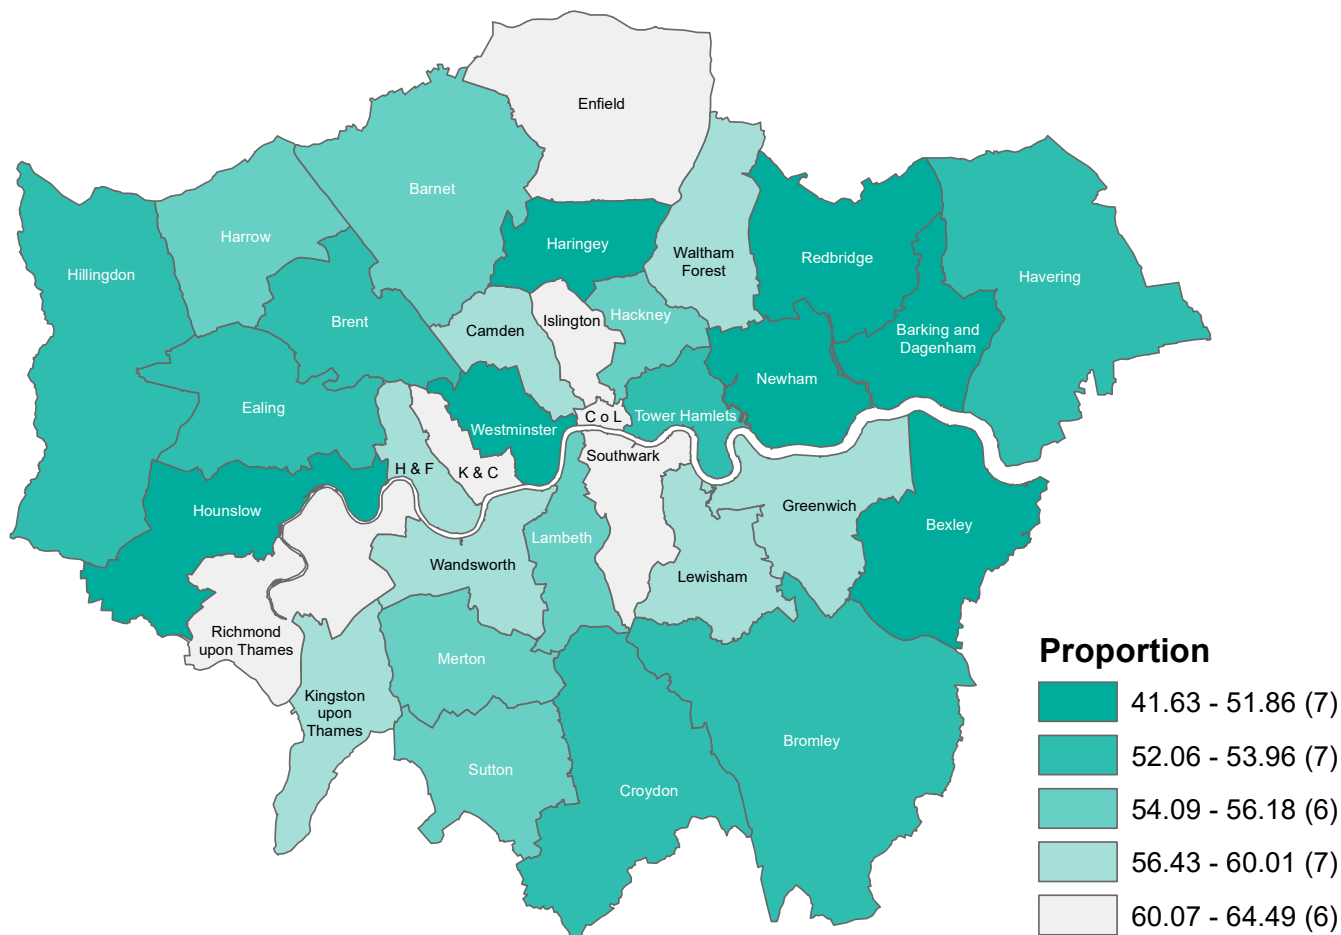 Enfield
Barnet
Harrow
Haringey
Waltham
Forest
Redbridge
Hillingdon
Havering
Brent
Camden
Islington
Hackney
Barking and
Dagenham
Newham
Ealing
Westminster
C o L
Tower Hamlets
H & F
K & C
Southwark
Hounslow
Greenwich
Bexley
Lambeth
Wandsworth
Lewisham
Richmond
upon Thames
Merton
Kingston
upon
Thames
Sutton
Croydon
Bromley
Proportion
41.63 - 51.86 (7)
52.06 - 53.96 (7)
54.09 - 56.18 (6)
56.43 - 60.01 (7)
60.07 - 64.49 (6)